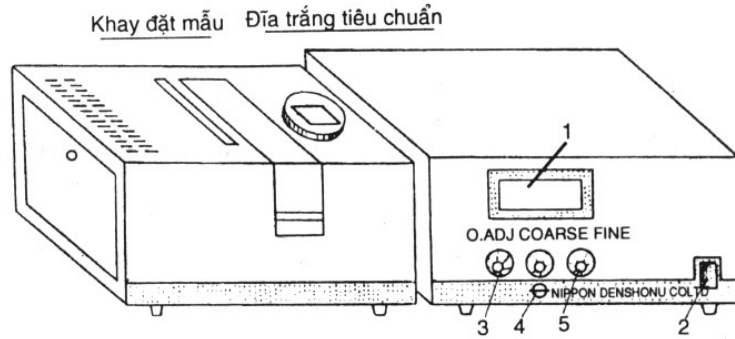 Khay đặt mẫu Đĩa trắng tiêu chuẩn
1
O.ADJ COARSE FINE
NIPPON DENSHONU COLTD
3 4 5 2